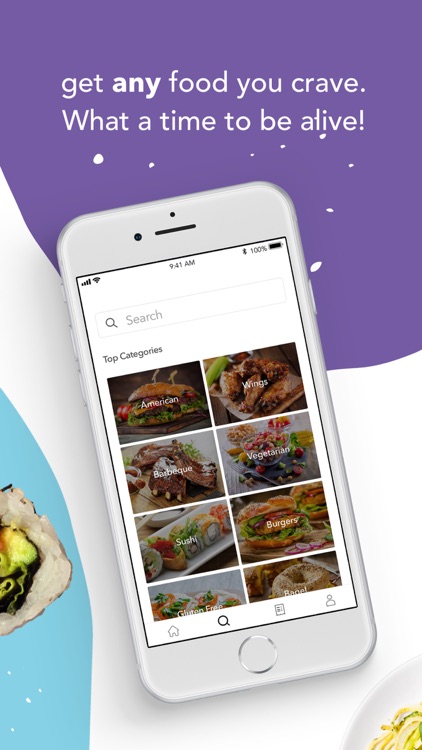 get any food you crave.
What a time to be alive!
9:41 AM
100%
Search
Top Categories
American
Wings
Barbeque
Vegetarian
Sushi
Burgers
Gluten Free
Bagel